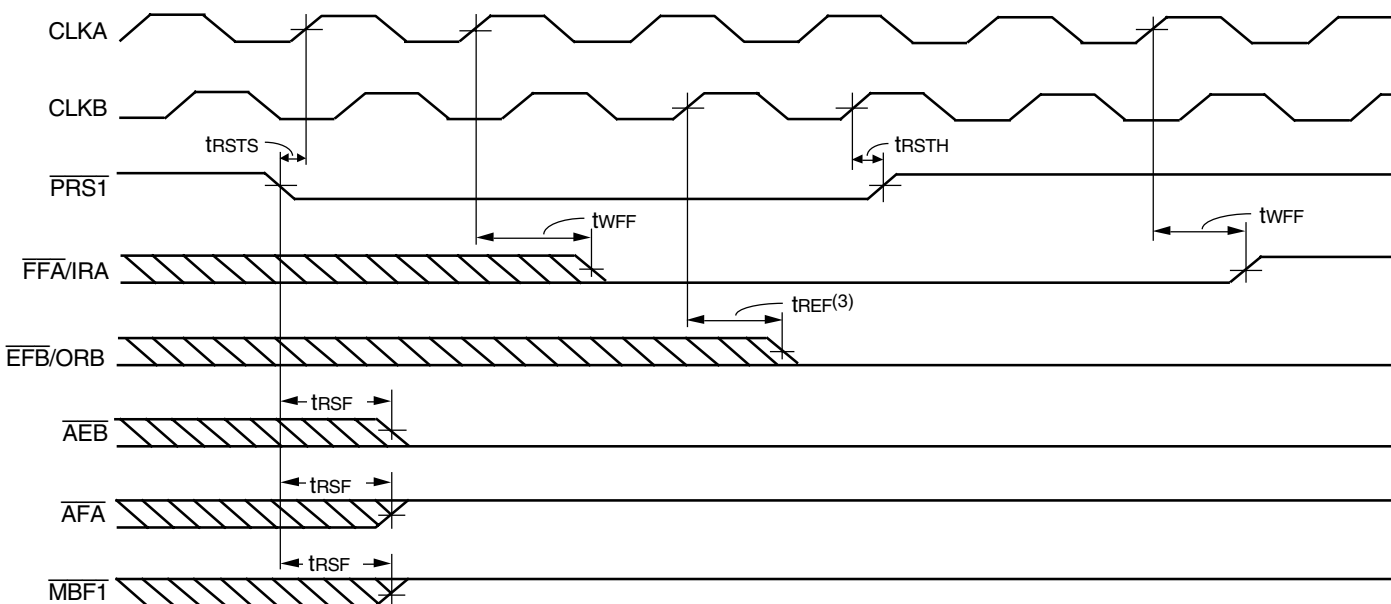 CLKA
CLKB
tRSTS
tRSTH
PRS1
tWFF
tWFF
FFA/IRA
tREF(3)
EFB/ORB
tRSF
AEB
tRSF
AFA
tRSF
MBF1